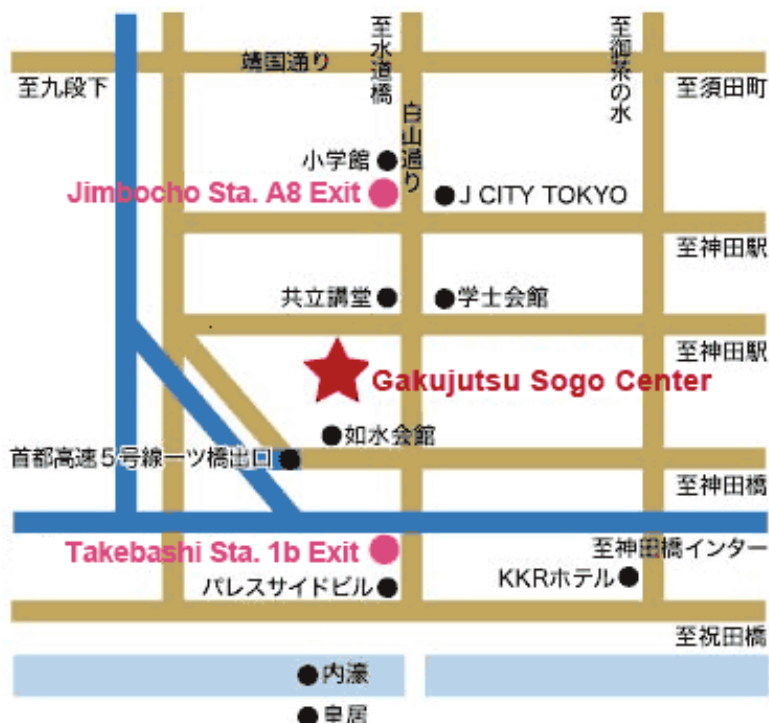 至水道橋
至御茶の水
靖国通り
至九段下
至須田町
白山通り
小学館
Jimbocho Sta. A8 Exit
J CITY TOKYO
至神田駅
共立講堂
学士会館
至神田駅
Gakujutsu Sogo Center
如水会館
首都高速5号線一ツ橋出口
至神田橋
Takebashi Sta. 1b Exit
至神田橋インター
パレスサイドビル
KKRホテル
至祝田橋
内濠
皇居